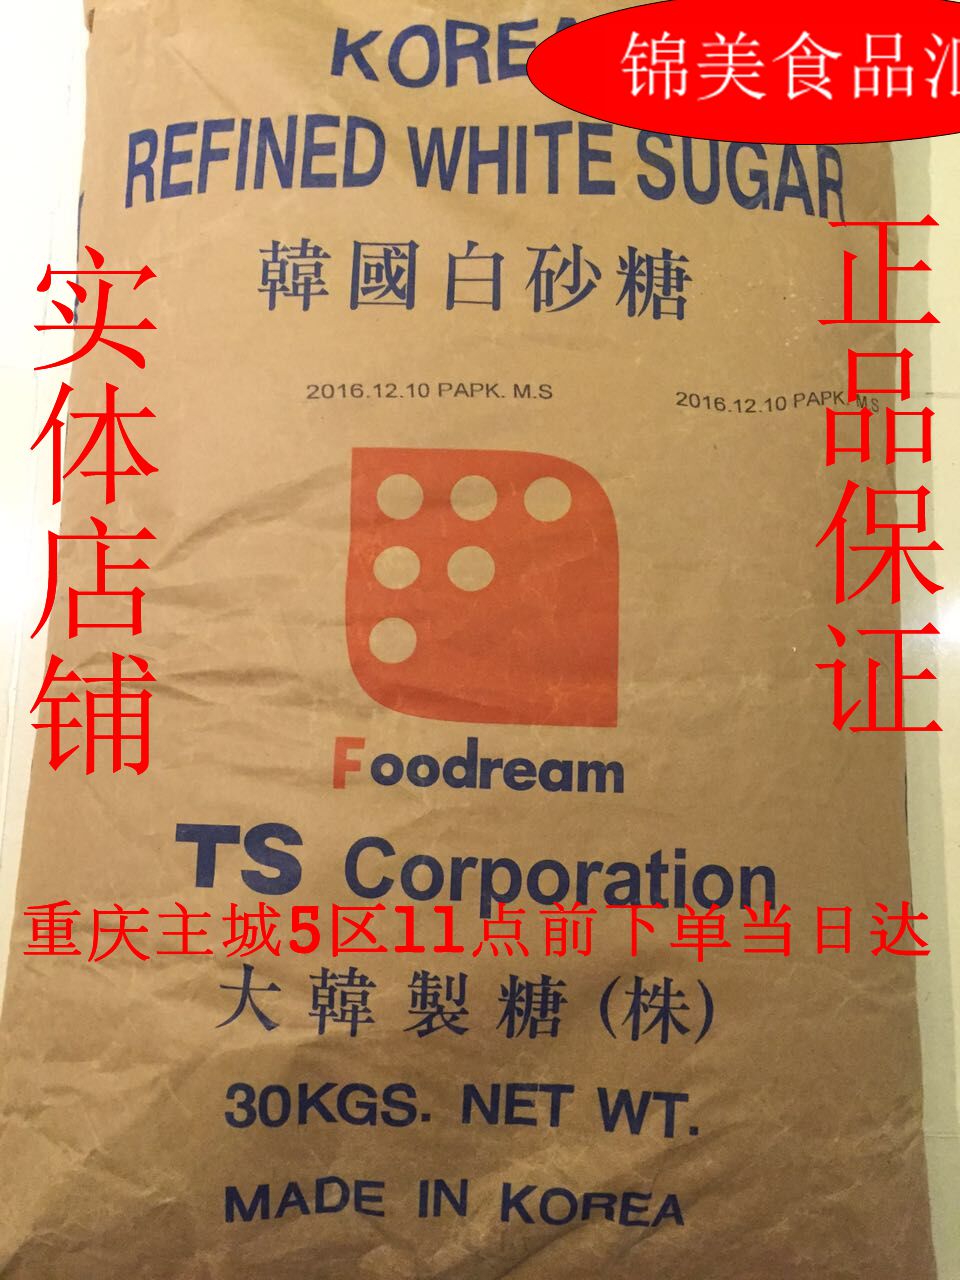 KOREA
锦美食品汇
REFINED WHITE SUGAR
韓國白砂糖
2016.12.10 PAPK. M.S
2016.12.10 PAPK. M.S
实体店铺
正品保证
Foodream
TS Corporation
重庆主城5区11点前下单当日达
大韓製糖(株)
30KGS. NET WT.
MADE IN KOREA